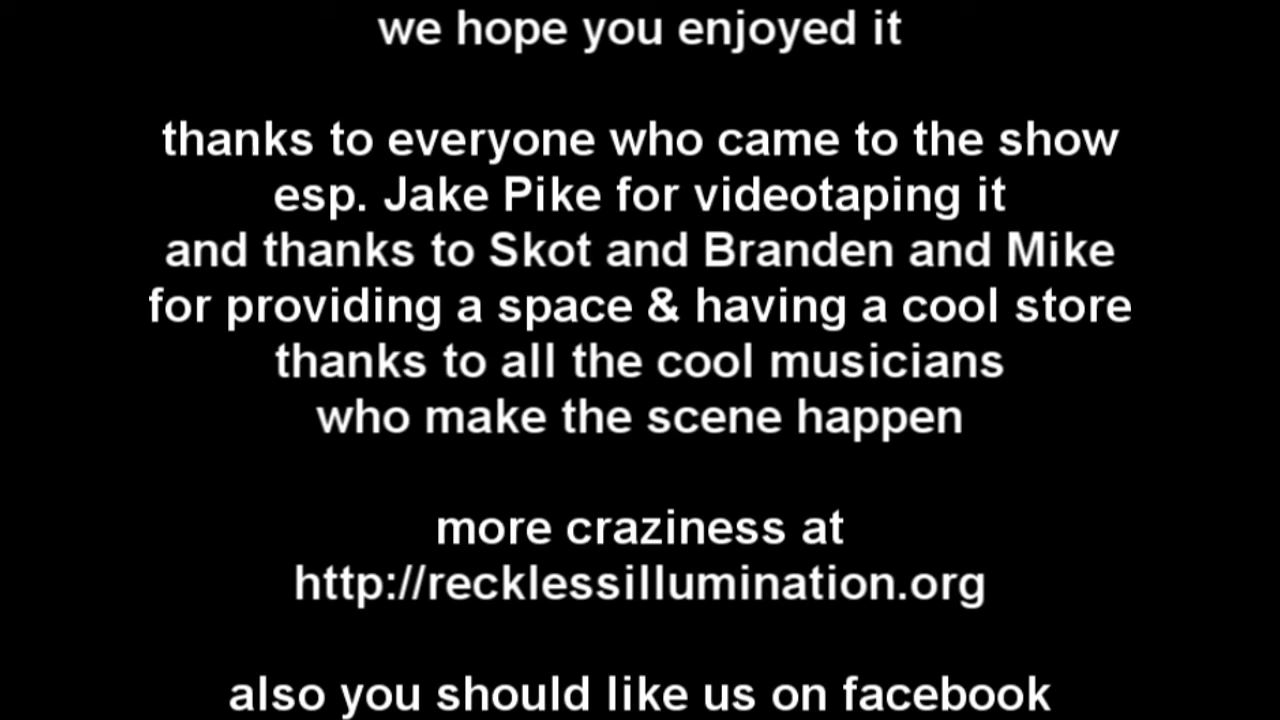 we hope you enjoyed it
thanks to everyone who came to the show
esp. Jake Pike for videotaping it
and thanks to Skot and Branden and Mike
for providing a space & having a cool store
thanks to all the cool musicians
who make the scene happen
more craziness at
http://recklessillumination.org
also you should like us on facebook